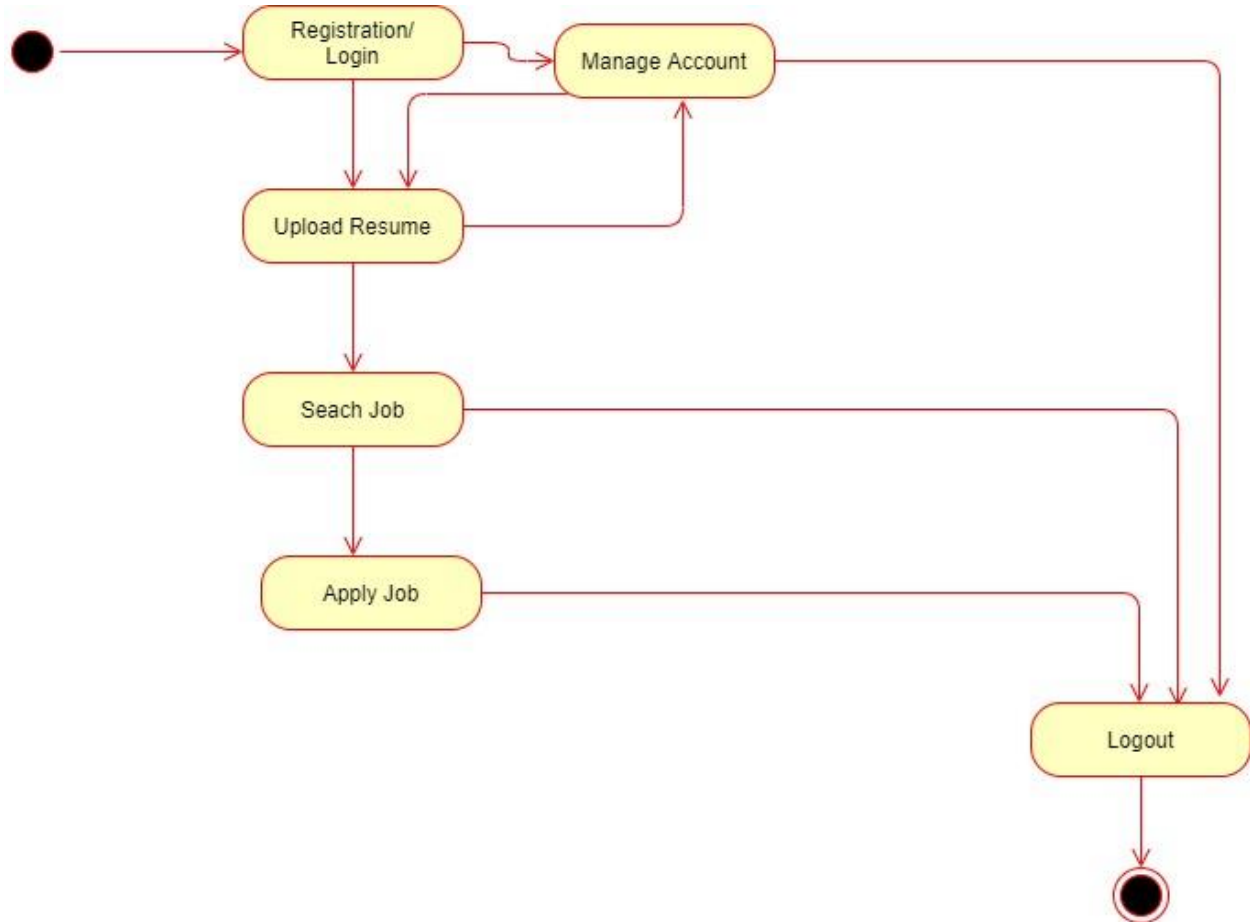 Registration/
Login
Manage Account
Upload Resume
Seach Job
Apply Job
Logout